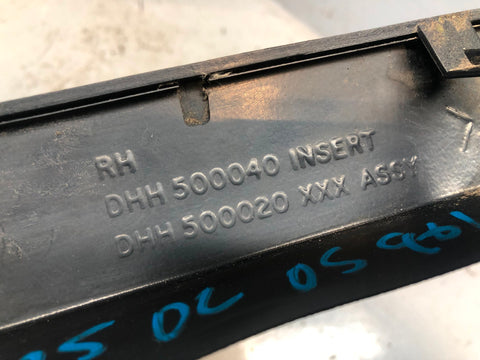 RH
DHH 500040 INSERT
DHH 500020 XXX ASSY